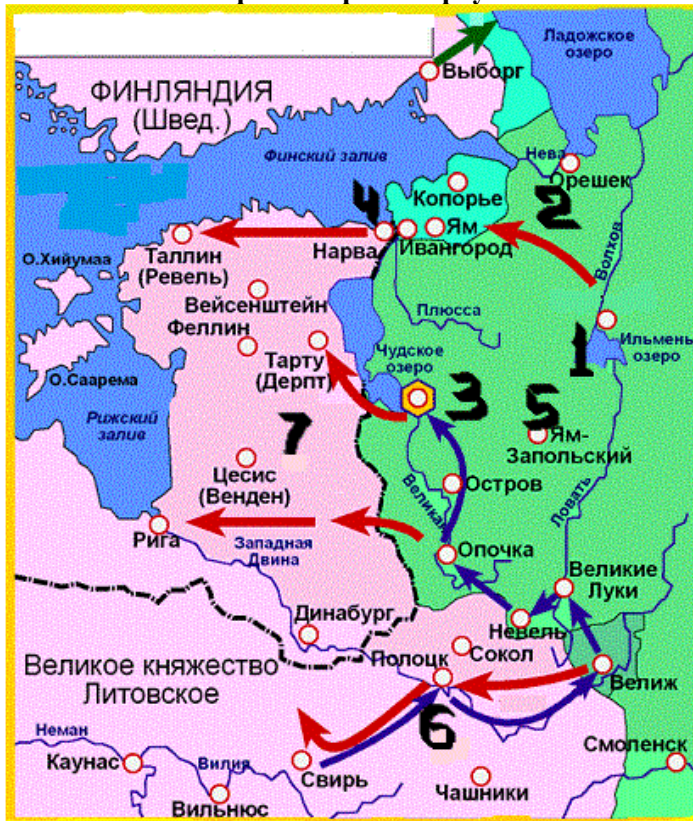 Ладожское
озеро
Выборг
ФИНЛЯНДИЯ
(Швед.)
Финский залив
Нева
Орешек
2
Копорье
4
Ям
Нарва
Ивангород
Таллин
(Ревель)
О.Хийумаа
Волхов
Вейсенштейн
Плюсса
Феллин
Ильмень
озеро
1
Чудское
озеро
Тарту
(Дерпт)
О.Саарема
3
5
Рижский
залив
7
Ям-
Запольский
Цесис
(Венден)
Остров
Великая
Ловать
Рига
Западная
Двина
Опочка
Великие
Луки
Динабург
Невель
Сокол
Полоцк
Велиж
Великое княжество
Литовское
6
Неман
Вилия
Каунас
Свирь
Смоленск
Вильнюс
Чашники